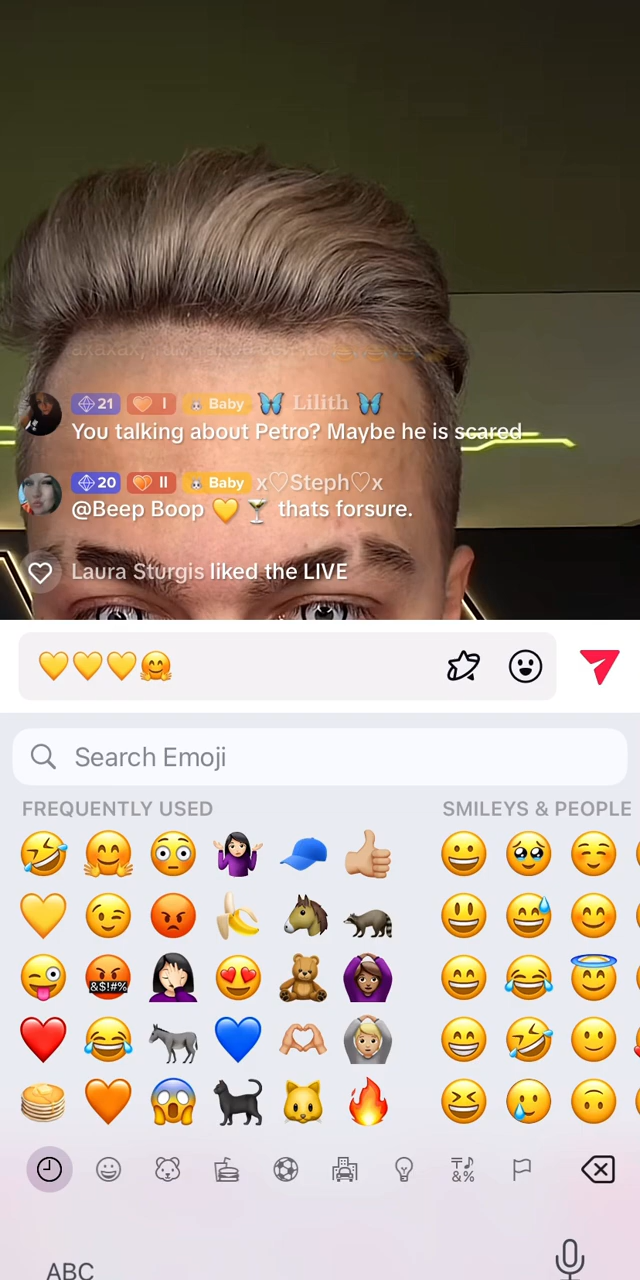 21 I Baby 🦋 Lilith 🦋
You talking about Petro? Maybe he is scared
20 II Baby x♡Steph♡x
@Beep Boop 💛 🍸 thats forsure.
Laura Sturgis liked the LIVE
💛💛💛🤗
Search Emoji
FREQUENTLY USED SMILEYS & PEOPLE
&$!#%
ABC